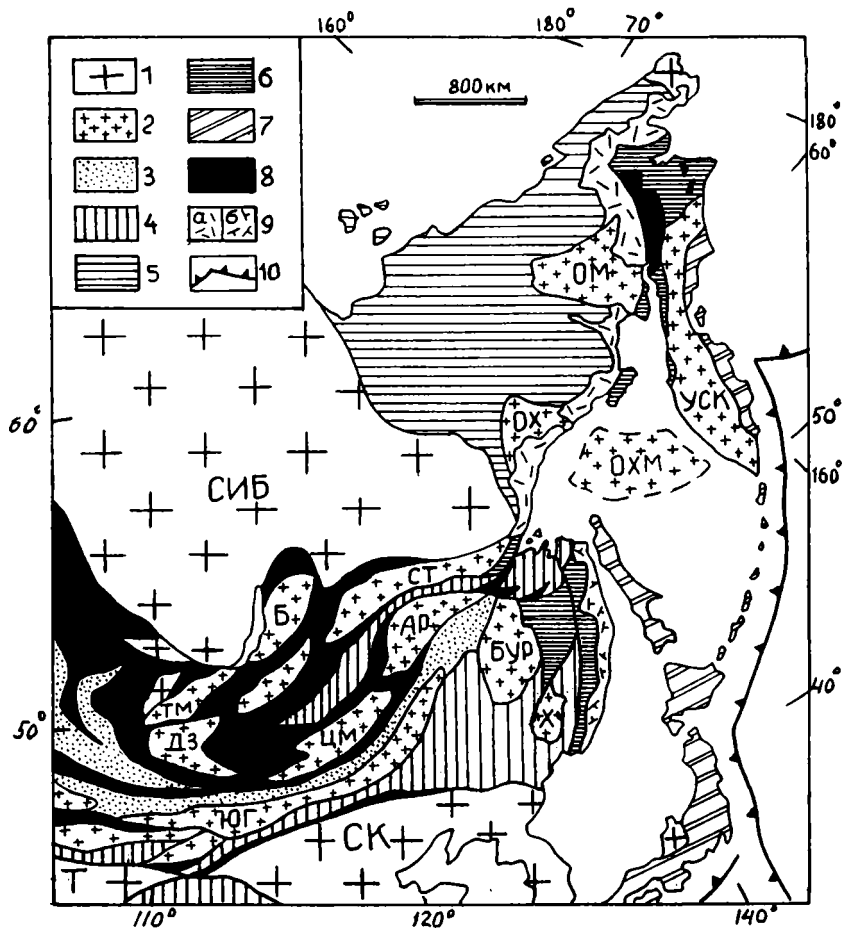 160° 180° 70°
1 6
2 7
3 8
4 а б 9
5 10
800 км
180°
60°
ОМ
УСК
ОХ
ОХМ
50°
160°
60°
СИБ
СТ
Б
АР
БУР
ТМ
ДЗ
ЦМ
Х
40°
50°
ЮГ
СК
Т
110° 120° 140°